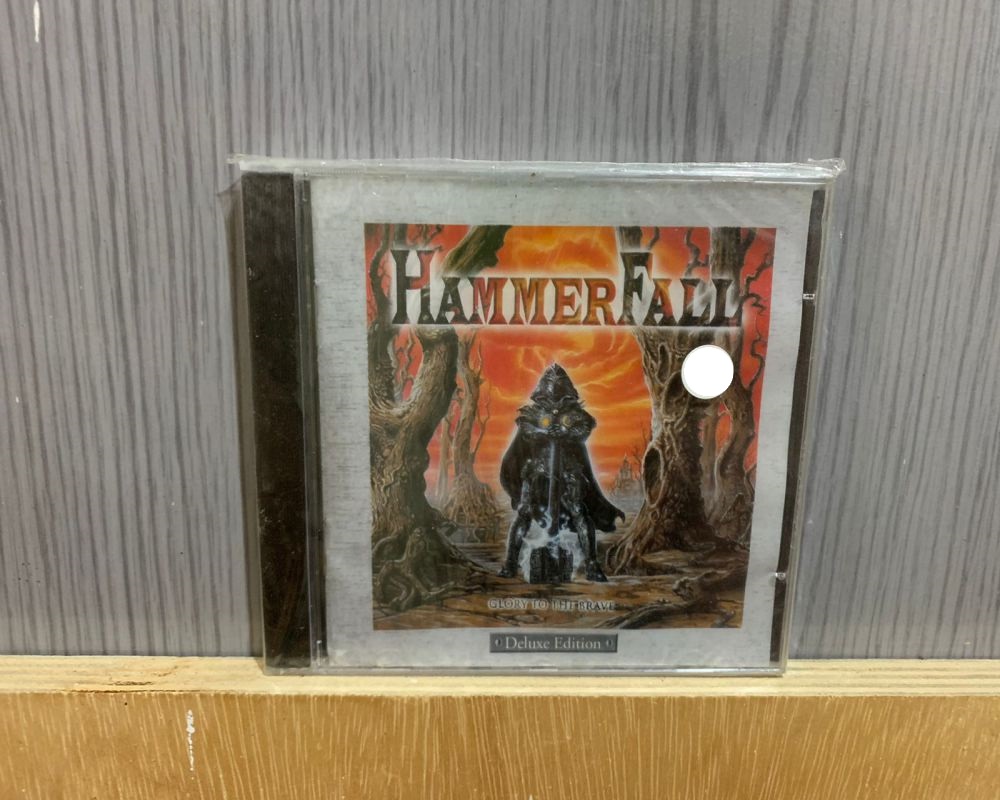 HAMMERFALL
GLORY TO THE BRAVE
Deluxe Edition